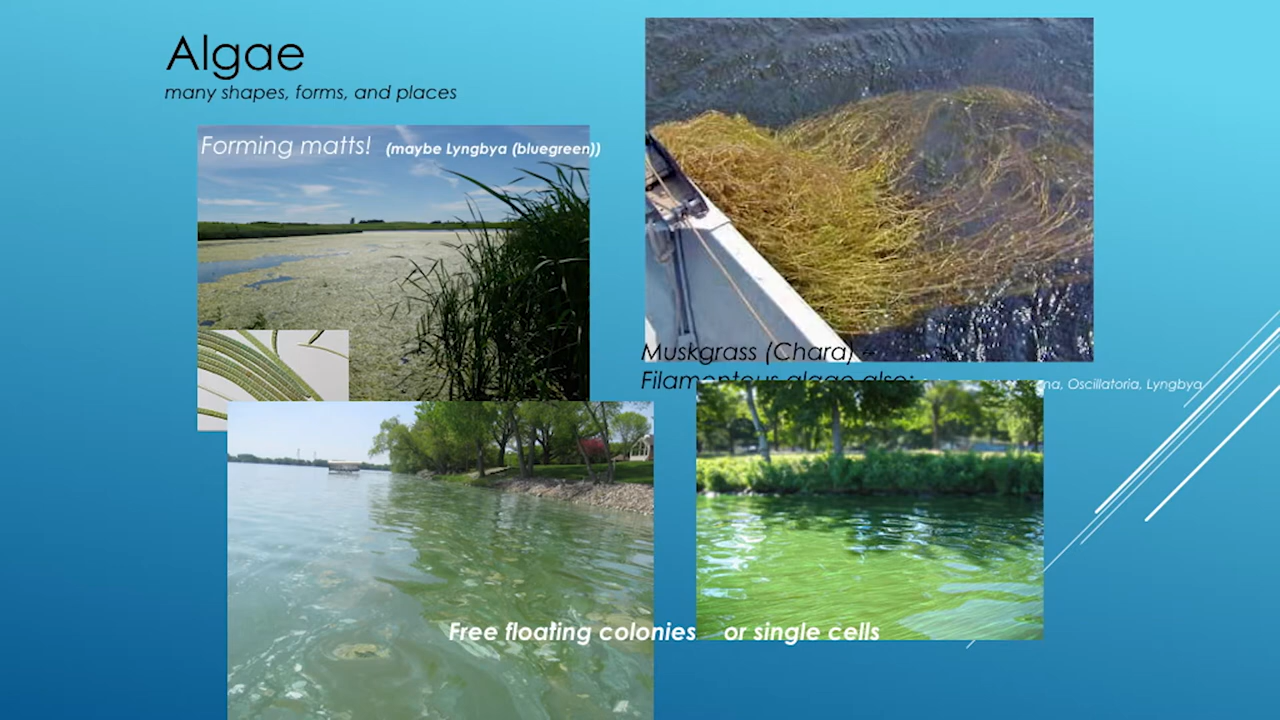 Algae
many shapes, forms, and places
Forming matts! (maybe Lyngbya (bluegreen))
Muskgrass (Chara) –
Filamentous algae also:
Oscillatoria, Lyngbya
Free floating colonies or single cells